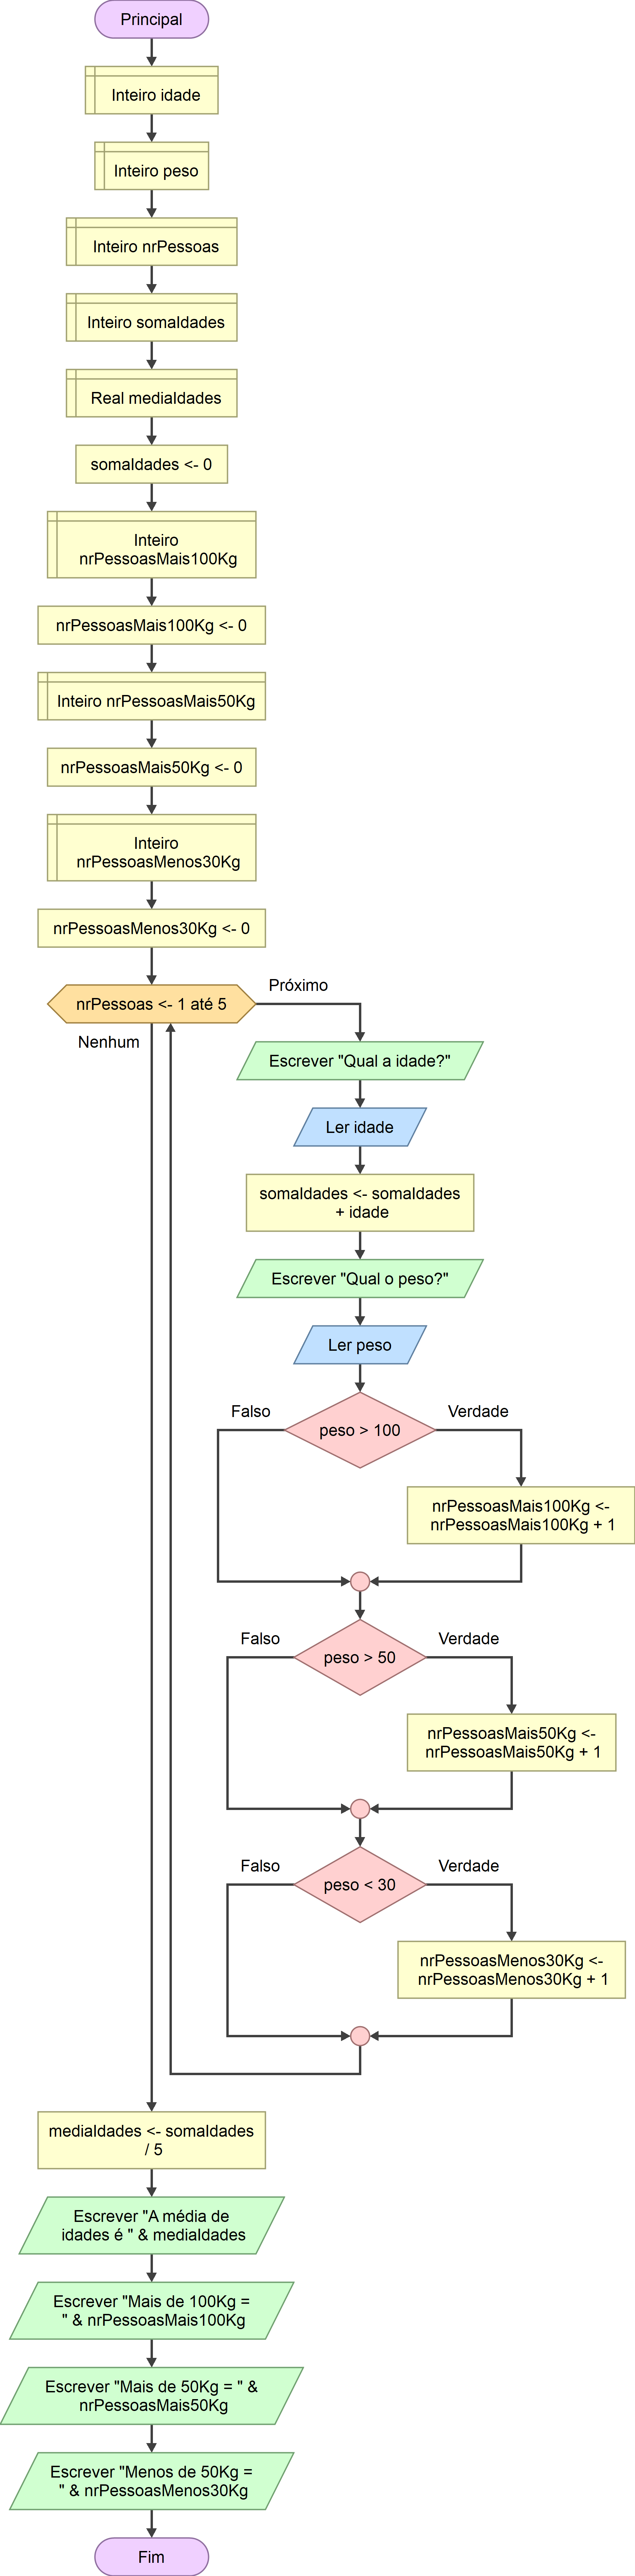 Principal
Inteiro idade
Inteiro peso
Inteiro nrPessoas
Inteiro somaIdades
Real mediaIdades
somaIdades <- 0
Inteiro
nrPessoasMais100Kg
nrPessoasMais100Kg <- 0
Inteiro nrPessoasMais50Kg
nrPessoasMais50Kg <- 0
Inteiro
nrPessoasMenos30Kg
nrPessoasMenos30Kg <- 0
nrPessoas <- 1 até 5
Próximo
Nenhum
Escrever "Qual a idade?"
Ler idade
somaIdades <- somaIdades
+ idade
Escrever "Qual o peso?"
Ler peso
Falso
Verdade
peso > 100
nrPessoasMais100Kg <-
nrPessoasMais100Kg + 1
Falso
Verdade
peso > 50
nrPessoasMais50Kg <-
nrPessoasMais50Kg + 1
Falso
Verdade
peso < 30
nrPessoasMenos30Kg <-
nrPessoasMenos30Kg + 1
mediaIdades <- somaIdades
/ 5
Escrever "A média de
idades é " & mediaIdades
Escrever "Mais de 100Kg =
" & nrPessoasMais100Kg
Escrever "Mais de 50Kg = " &
nrPessoasMais50Kg
Escrever "Menos de 50Kg =
" & nrPessoasMenos30Kg
Fim